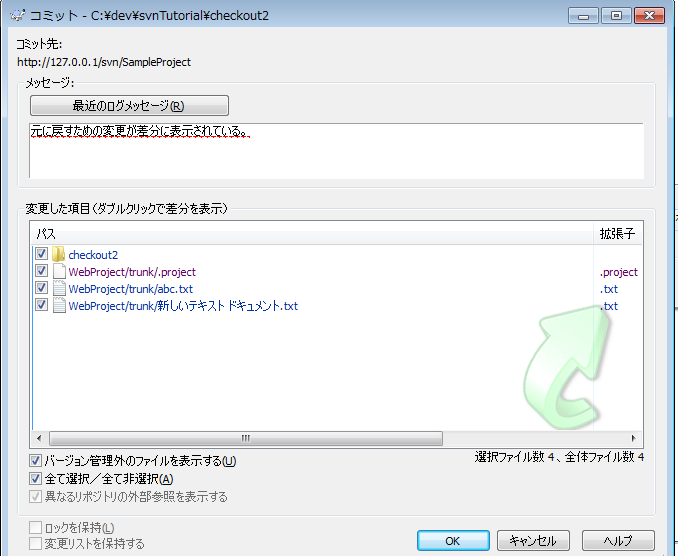 コミット - C:¥dev¥svnTutorial¥checkout2
コミット先:
http://127.0.0.1/svn/SampleProject
メッセージ:
最近のログメッセージ(R)
元に戻すための変更が差分に表示されている。
変更した項目(ダブルクリックで差分を表示)
パス 拡張子
checkout2
WebProject/trunk/.project .project
WebProject/trunk/abc.txt .txt
WebProject/trunk/新しいテキスト ドキュメント.txt .txt
バージョン管理外のファイルを表示する(U) 選択ファイル数 4、全体ファイル数 4
全て選択/全て非選択(A)
異なるリポジトリの外部参照を表示する
ロックを保持(L)
変更リストを保持する
OK キャンセル ヘルプ